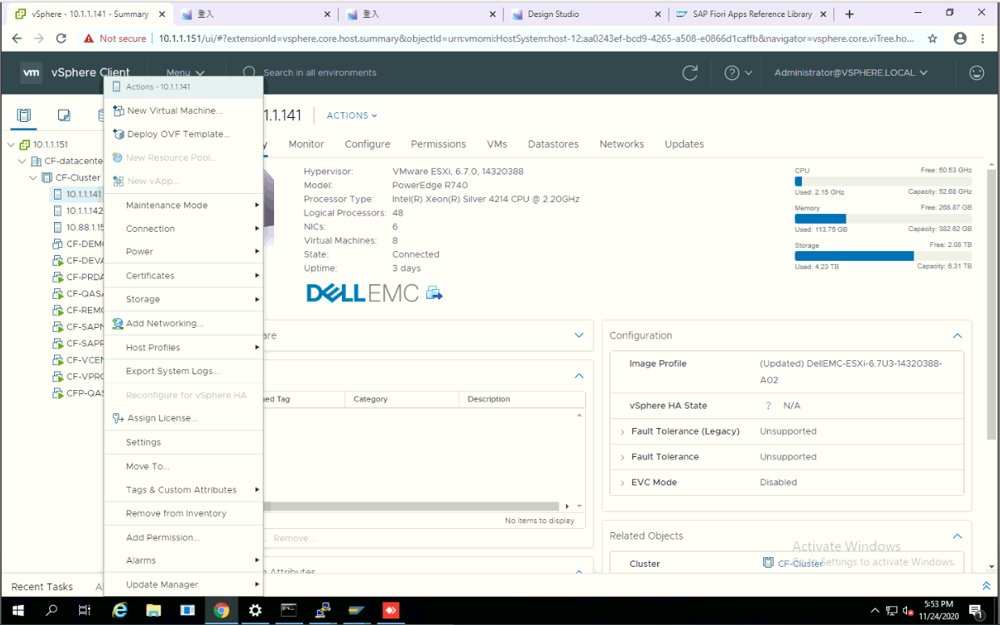 vSphere - 10.1.1.141 - Summary
登入
登入
Design Studio
SAP Fiori Apps Reference Library
Not secure
10.1.1.151/ui/#?extensionId=vsphere.core.host.summary&objectId=urn:vmomi:HostSystem:host-12:aa0243ef-bcd9-4265-a508-e0866d1caffb&navigator=vsphere.core.viTree.ho...
vm vSphere Client
Menu
Search in all environments
Administrator@VSPHERE.LOCAL
10.1.1.151
CF-datacente
CF-Cluster
10.1.1.141
10.1.1.142
10.88.1.15
CF-DEMO
CF-DEVA
CF-PRDA
CF-QASA
CF-REMO
CF-SAPN
CF-SAPR
CF-VCEN
CF-VPRO
CFP-QAS
Actions - 10.1.1.141
New Virtual Machine...
Deploy OVF Template...
New Resource Pool...
New vApp...
Maintenance Mode
Connection
Power
Certificates
Storage
Add Networking...
Host Profiles
Export System Logs...
Reconfigure for vSphere HA
Assign License...
Settings
Move To...
Tags & Custom Attributes
Remove from Inventory
Add Permission...
Alarms
Update Manager
.1.1.141
ACTIONS
y
Monitor
Configure
Permissions
VMs
Datastores
Networks
Updates
Hypervisor: VMware ESXi, 6.7.0, 14320388
Model: PowerEdge R740
Processor Type: Intel(R) Xeon(R) Silver 4214 CPU @ 2.20GHz
Logical Processors: 48
NICs: 6
Virtual Machines: 8
State: Connected
Uptime: 3 days
DELLEMC
CPU Free: 50.53 GHz
Used: 2.15 GHz Capacity: 52.68 GHz
Memory Free: 268.87 GB
Used: 113.75 GB Capacity: 382.62 GB
Storage Free: 2.08 TB
Used: 4.23 TB Capacity: 6.31 TB
are
ned Tag
Category
Description
No items to display
Remove...
Attributes
Configuration
Image Profile
(Updated) DellEMC-ESXi-6.7U3-14320388-
A02
vSphere HA State
? N/A
Fault Tolerance (Legacy)
Unsupported
Fault Tolerance
Unsupported
EVC Mode
Disabled
Related Objects
Cluster
CF-Cluster
Activate Windows
Go to Settings to activate Windows.
Recent Tasks
Al
5:53 PM
11/24/2020
1